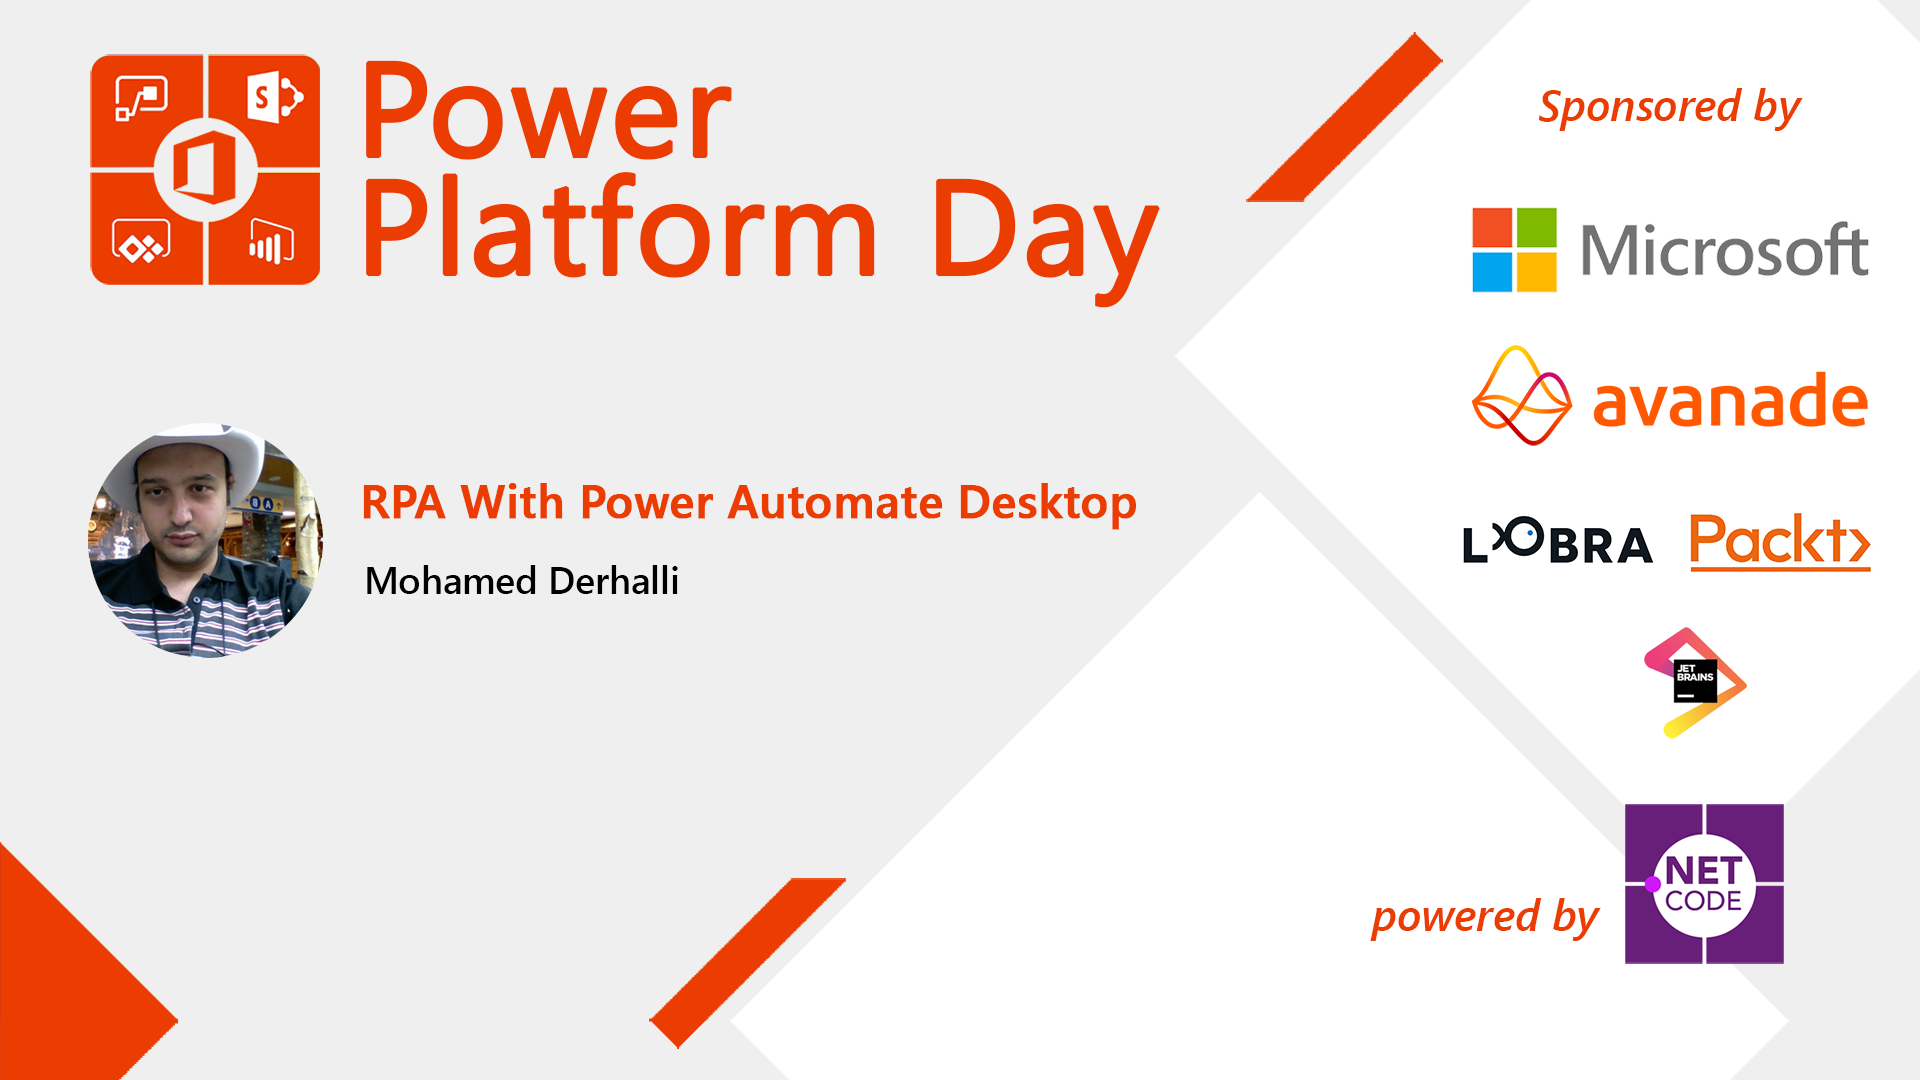 Power
Platform Day
RPA With Power Automate Desktop
Mohamed Derhalli
Sponsored by
Microsoft
avanade
LOBRA Packt
JET
BRAINS
powered by
.NET
CODE